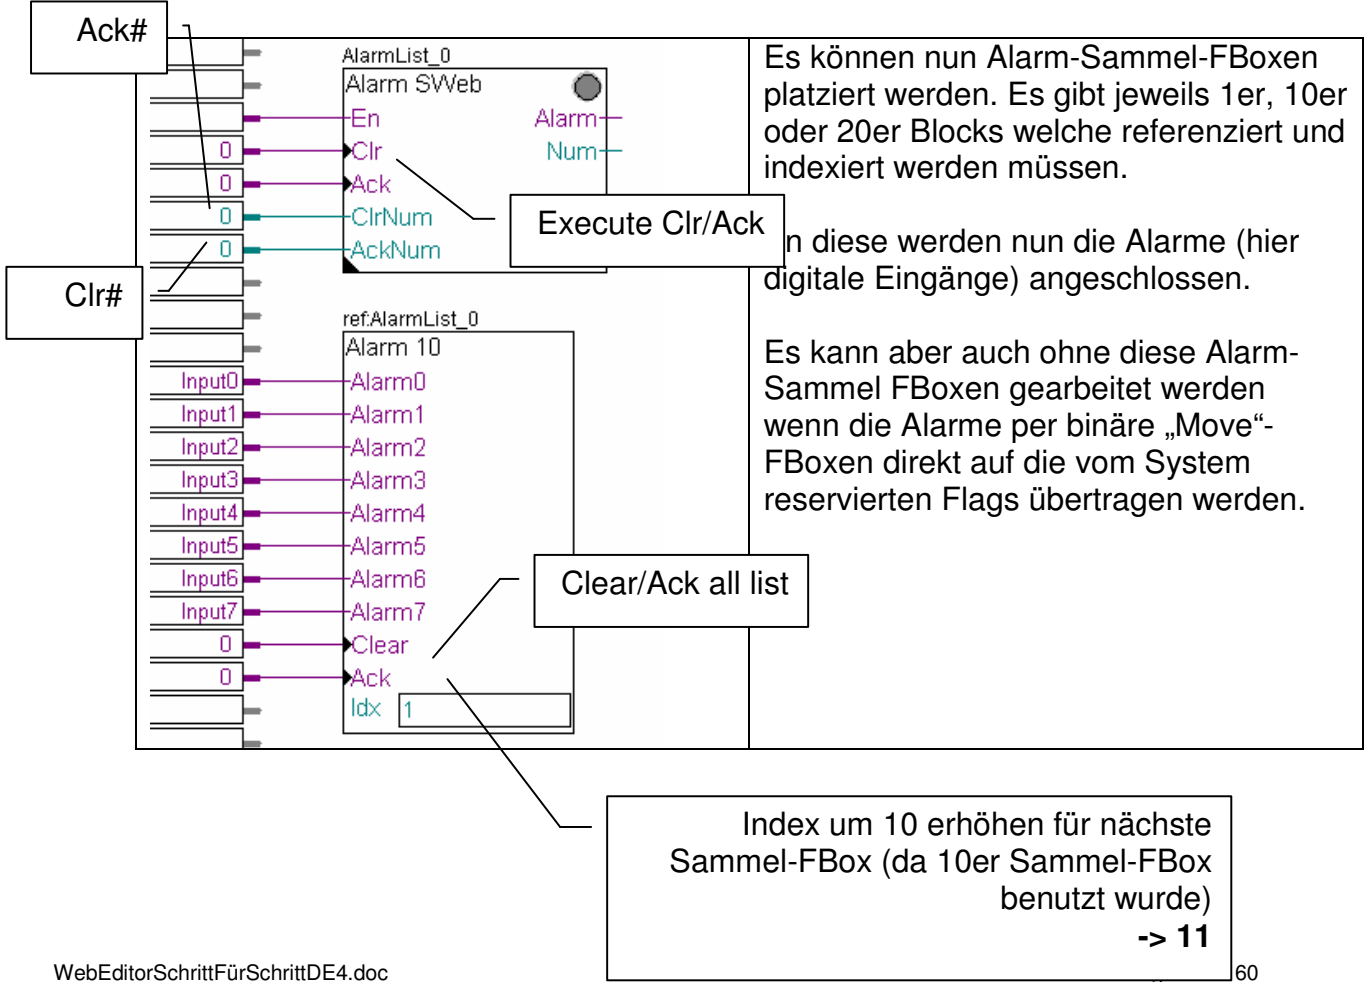 Ack#
AlarmList_0
Alarm SWeb
En
Alarm
0
Clr
Num
0
Ack
0
ClrNum
0
AckNum
Execute Clr/Ack
Clr#
ref:AlarmList_0
Alarm 10
Input0
Alarm0
Input1
Alarm1
Input2
Alarm2
Input3
Alarm3
Input4
Alarm4
Input5
Alarm5
Input6
Alarm6
Input7
Alarm7
0
Clear
0
Ack
Idx
1
Clear/Ack all list
Es können nun Alarm-Sammel-FBoxen
platziert werden. Es gibt jeweils 1er, 10er
oder 20er Blocks welche referenziert und
indexiert werden müssen.
n diese werden nun die Alarme (hier
digitale Eingänge) angeschlossen.
Es kann aber auch ohne diese Alarm-
Sammel FBoxen gearbeitet werden
wenn die Alarme per binäre „Move“-
FBoxen direkt auf die vom System
reservierten Flags übertragen werden.
Index um 10 erhöhen für nächste
Sammel-FBox (da 10er Sammel-FBox
benutzt wurde)
-> 11
WebEditorSchrittFürSchrittDE4.doc
60